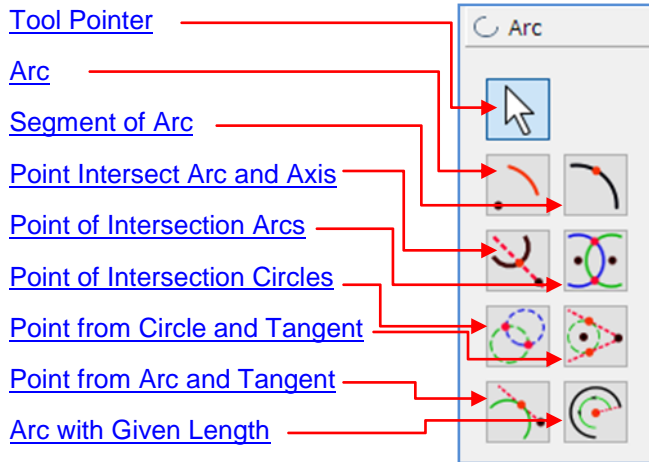 Tool Pointer
Arc
Arc
Segment of Arc
Point Intersect Arc and Axis
Point of Intersection Arcs
Point of Intersection Circles
Point from Circle and Tangent
Point from Arc and Tangent
Arc with Given Length